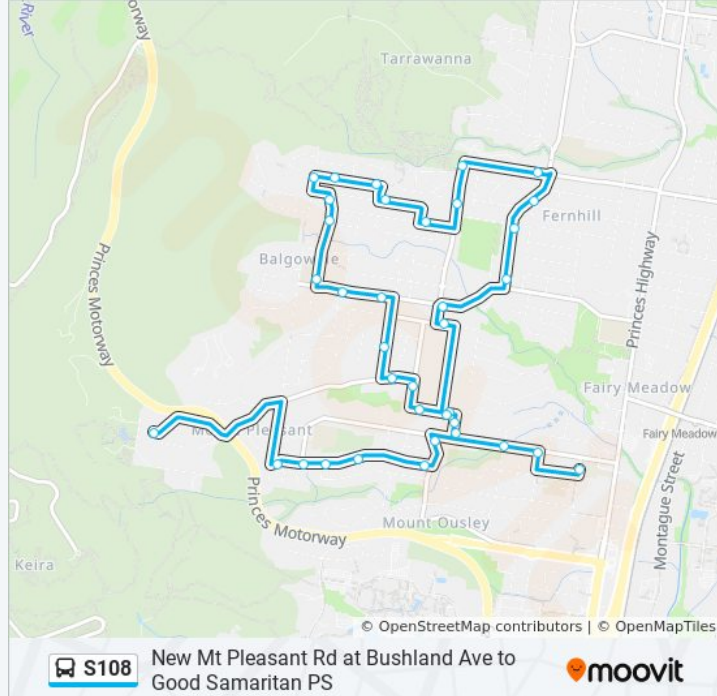 River
torway
Tarrawanna
Fernhill
Balgownie
Princes Motorway
Princes Highway
Fairy Meadow
Fairy Meadow
Mount Pleasant
Princes Motorway
Mount Ousley
Montague Street
Keira
© OpenStreetMap contributors | © OpenMapTiles
S108
New Mt Pleasant Rd at Bushland Ave to
Good Samaritan PS
moovit